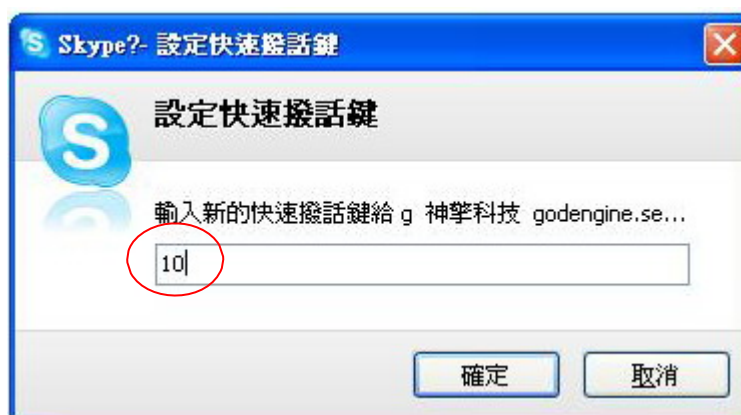 Skype?- 設定快速撥話鍵
設定快速撥話鍵
輸入新的快速撥話鍵給 g 神擎科技 godengine.se...
10
確定 取消